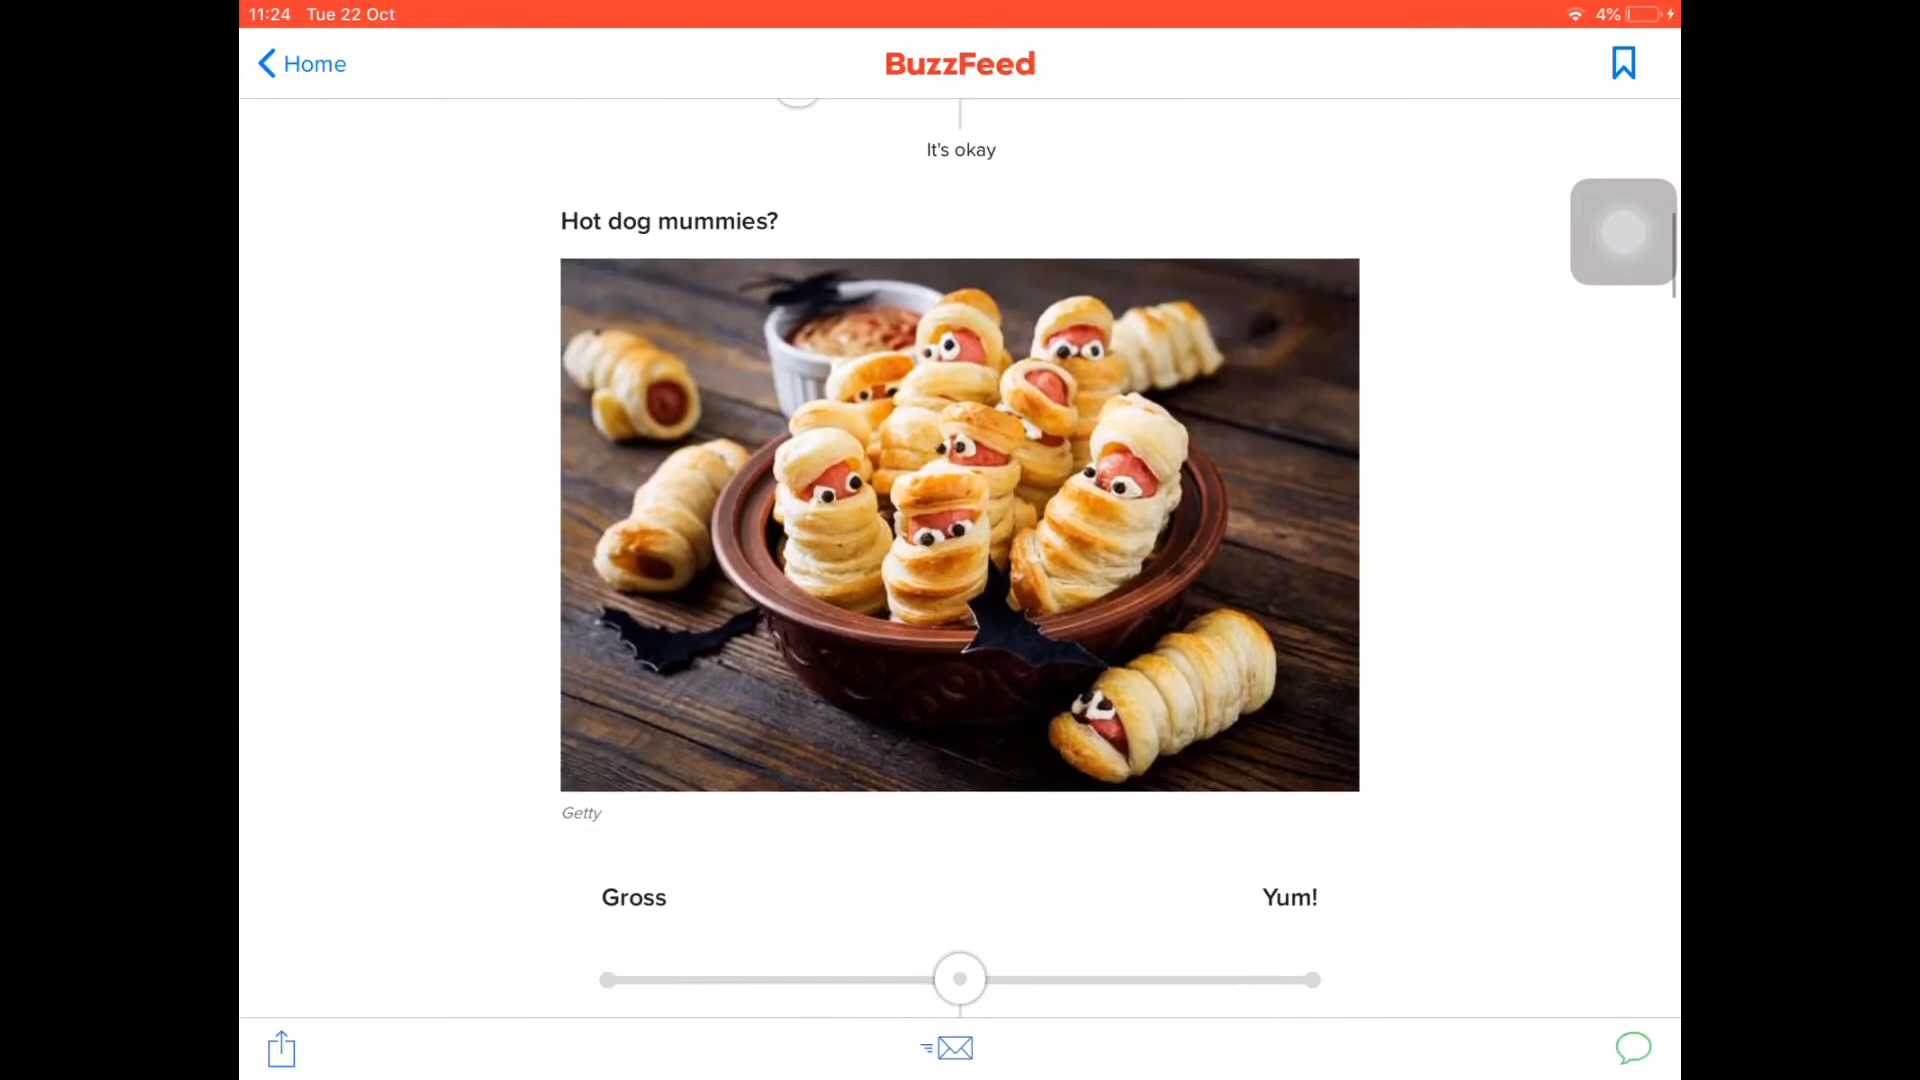 11:24 Tue 22 Oct 4%
Home BuzzFeed
It's okay
Hot dog mummies?
Getty
Gross Yum!